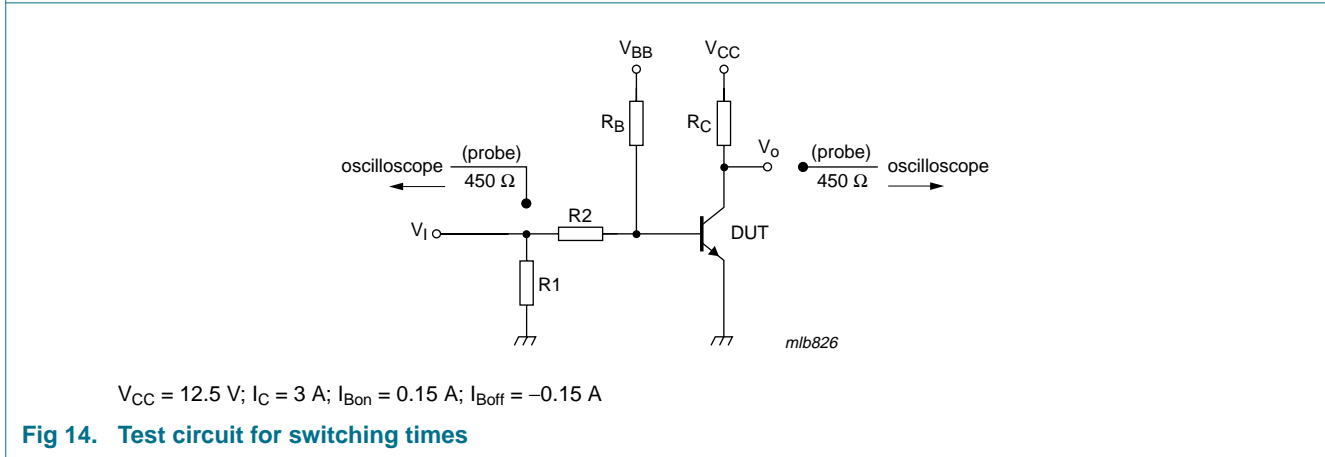 V_BB V_CC
R_B R_C
V_o
(probe) (probe)
oscilloscope oscilloscope
450 Ω 450 Ω
R2
V_I DUT
R1
mlb826
V_CC = 12.5 V; I_C = 3 A; I_Bon = 0.15 A; I_Boff = −0.15 A
Fig 14. Test circuit for switching times